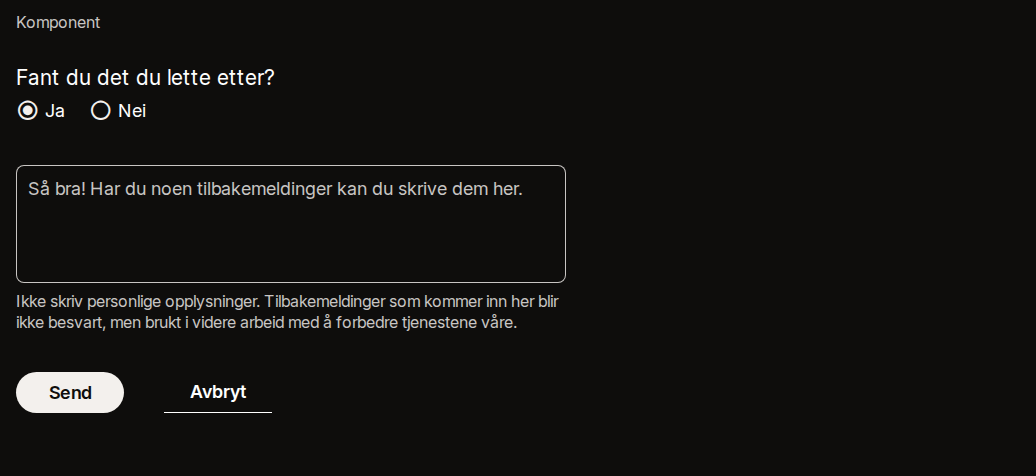 Komponent
Fant du det du lette etter?
Ja Nei
Så bra! Har du noen tilbakemeldinger kan du skrive dem her.
Ikke skriv personlige opplysninger. Tilbakemeldinger som kommer inn her blir
ikke besvart, men brukt i videre arbeid med å forbedre tjenestene våre.
Send Avbryt